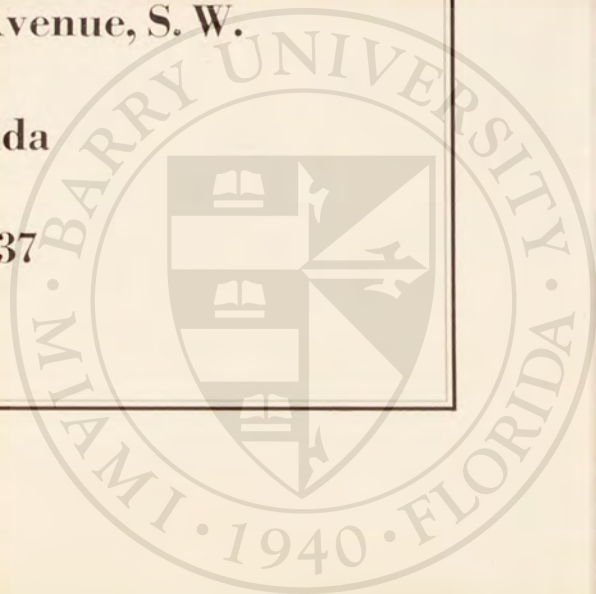 venue, S. W.
da
37
BARRY UNIVERSITY
MIAMI · 1940 · FLORIDA